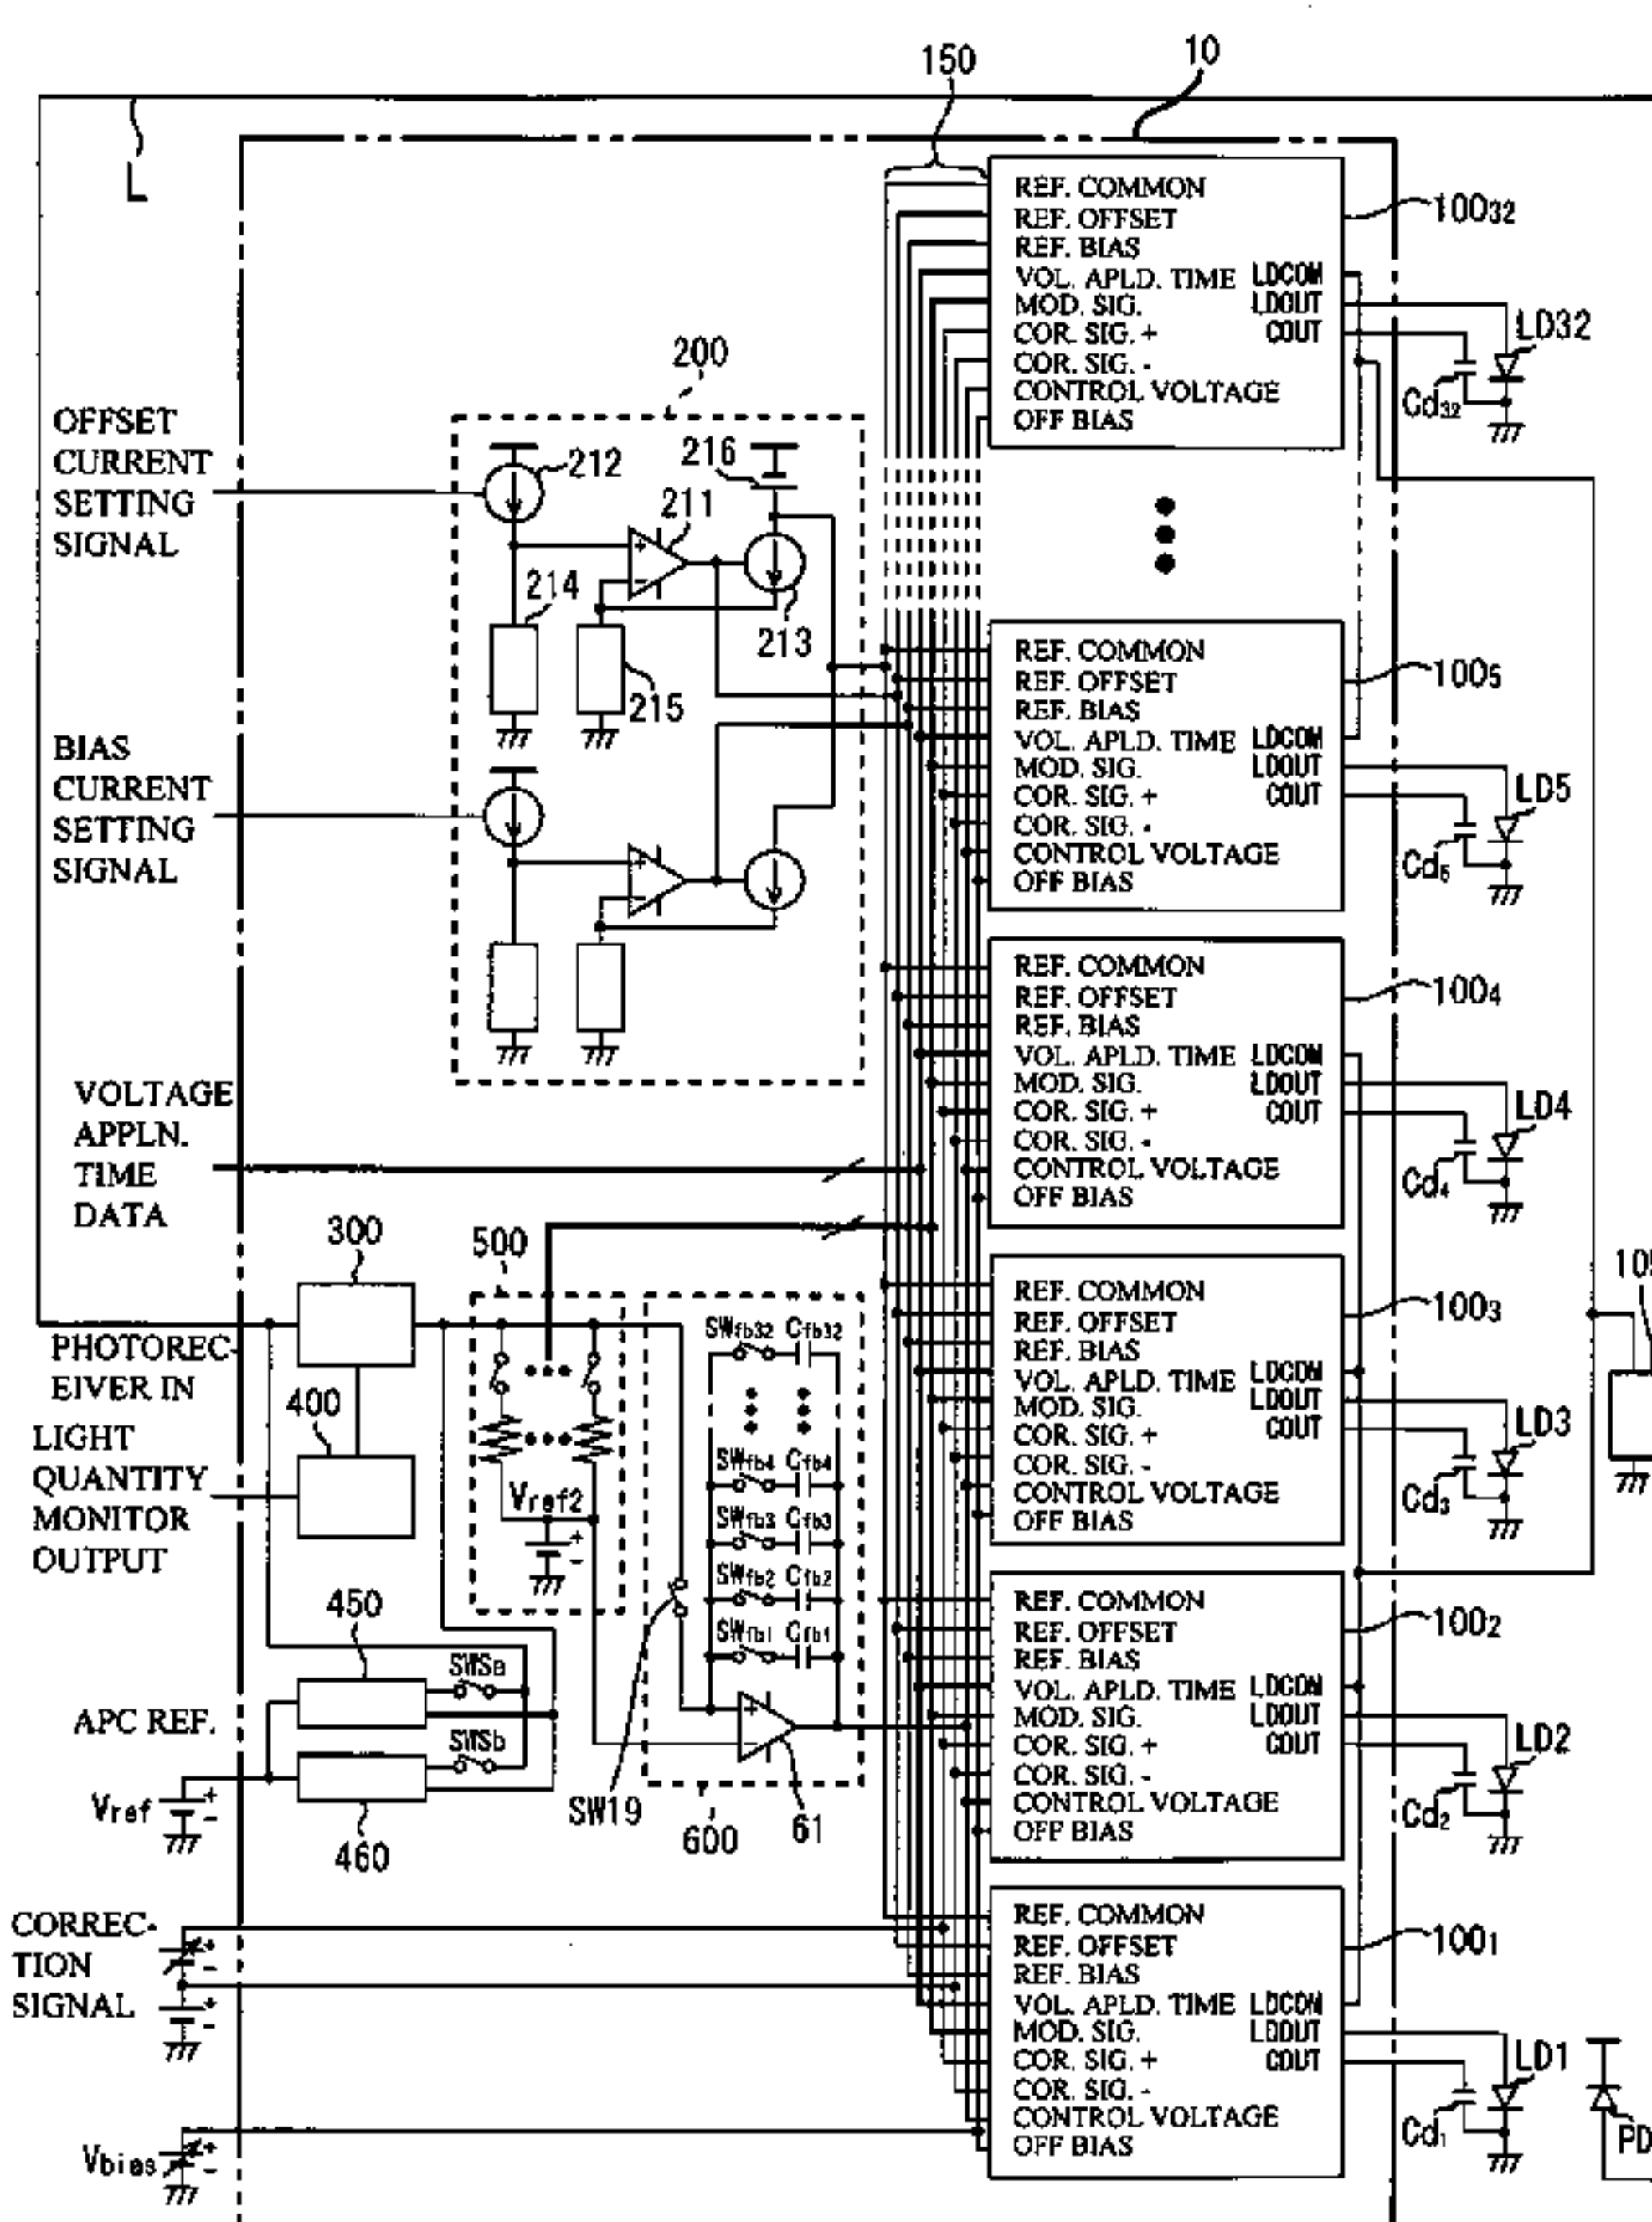 150
10
L
REF. COMMON
REF. OFFSET
REF. BIAS
VOL. APLD. TIME LDCOM
MOD. SIG. LDOUT
COR. SIG. + COUT
COR. SIG. -
CONTROL VOLTAGE
OFF BIAS
100₃₂
LD32
Cd₃₂
200
OFFSET
CURRENT
SETTING
SIGNAL
212
216
211
214
213
215
REF. COMMON
REF. OFFSET
REF. BIAS
VOL. APLD. TIME LDCOM
MOD. SIG. LDOUT
COR. SIG. + COUT
COR. SIG. -
CONTROL VOLTAGE
OFF BIAS
100₅
LD5
Cd₅
BIAS
CURRENT
SETTING
SIGNAL
REF. COMMON
REF. OFFSET
REF. BIAS
VOL. APLD. TIME LDCOM
MOD. SIG. LDOUT
COR. SIG. + COUT
COR. SIG. -
CONTROL VOLTAGE
OFF BIAS
100₄
LD4
Cd₄
VOLTAGE
APPLN.
TIME
DATA
300
500
PHOTOREC-
EIVER IN
400
LIGHT
QUANTITY
MONITOR
OUTPUT
Vref2
SWfb32 Cfb32
SWfb4 Cfb4
SWfb3 Cfb3
SWfb2 Cfb2
SWfb1 Cfb1
REF. COMMON
REF. OFFSET
REF. BIAS
VOL. APLD. TIME LDCOM
MOD. SIG. LDOUT
COR. SIG. + COUT
COR. SIG. -
CONTROL VOLTAGE
OFF BIAS
100₃
LD3
Cd₃
450
SWSa
APC REF.
SWSb
Vref
460
SW19
600
61
REF. COMMON
REF. OFFSET
REF. BIAS
VOL. APLD. TIME LDCOM
MOD. SIG. LDOUT
COR. SIG. + COUT
COR. SIG. -
CONTROL VOLTAGE
OFF BIAS
100₂
LD2
Cd₂
CORREC-
TION
SIGNAL
REF. COMMON
REF. OFFSET
REF. BIAS
VOL. APLD. TIME LDCOM
MOD. SIG. LDOUT
COR. SIG. + COUT
COR. SIG. -
CONTROL VOLTAGE
OFF BIAS
100₁
LD1
Cd₁
PD
Vbias